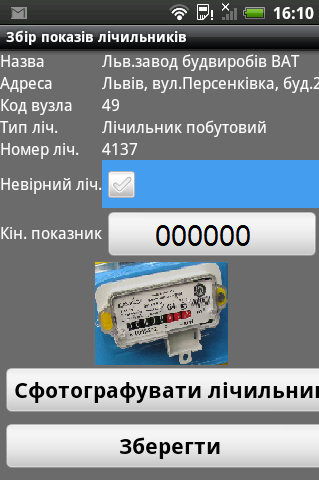 16:10
Збір показів лічильників
Назва Льв.завод будвиробів ВАТ
Адреса Львів, вул.Персенківка, буд.2
Код вузла 49
Тип ліч. Лічильник побутовий
Номер ліч. 4137
Невірний ліч.
Кін. показник 000000
G4
Сфотографувати лічильни
Зберегти